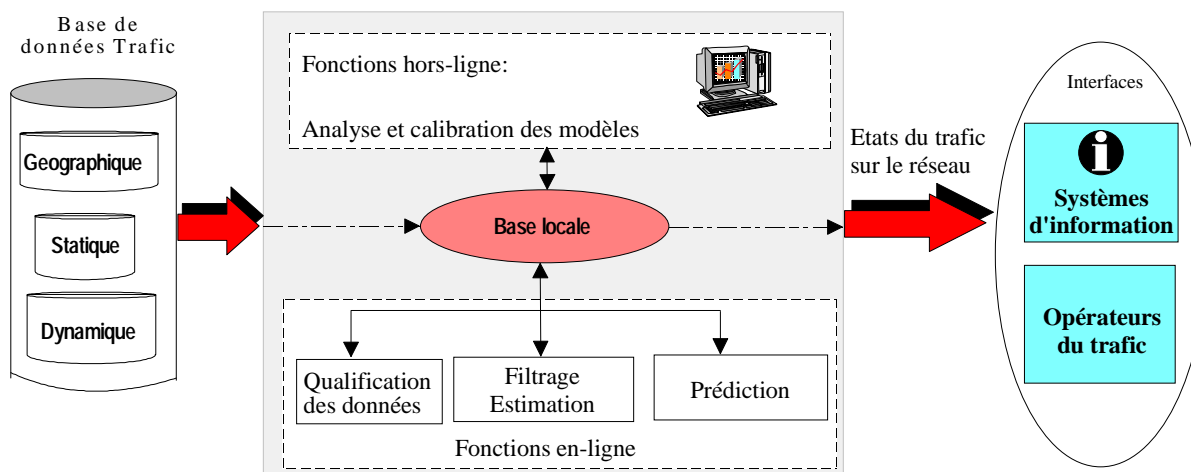 Base de
données Trafic
Geographique
Statique
Dynamique
Fonctions hors-ligne:
Analyse et calibration des modèles
Base locale
Qualification
des données
Filtrage
Estimation
Prédiction
Fonctions en-ligne
Etats du trafic
sur le réseau
Interfaces
i
Systèmes
d'information
Opérateurs
du trafic